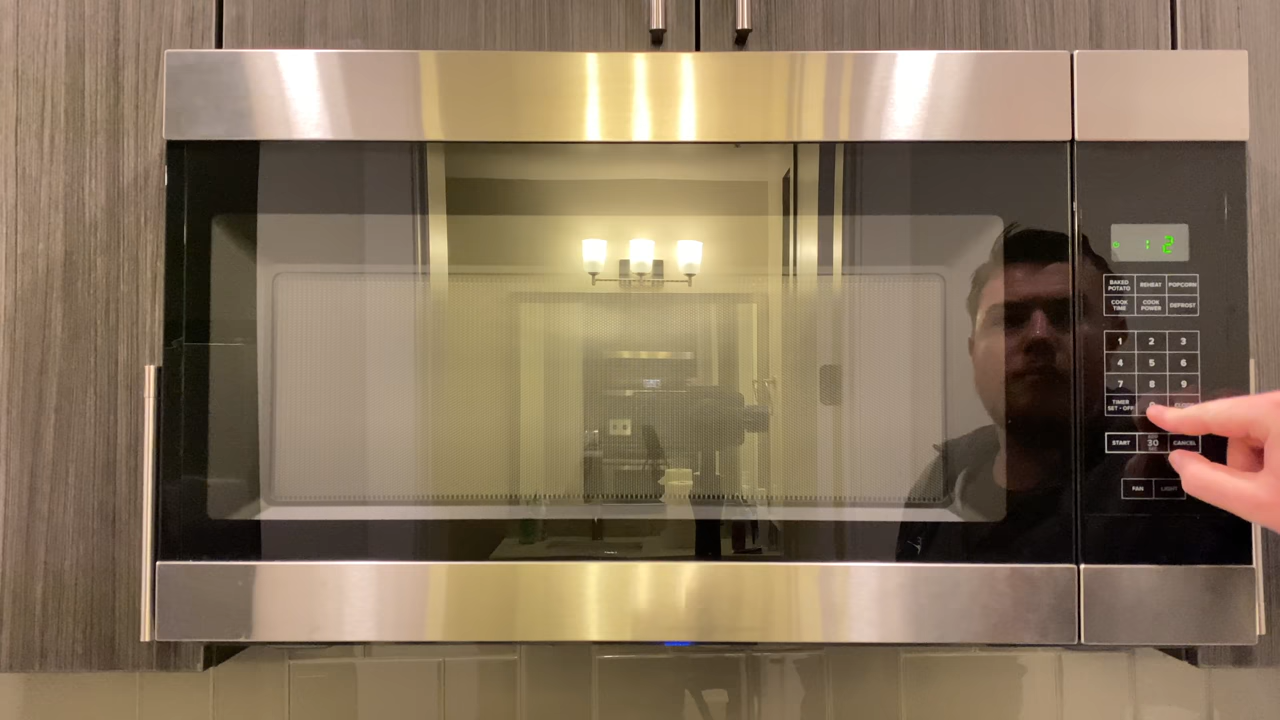 : 2
BAKED POTATO REHEAT POPCORN
COOK TIME COOK POWER DEFROST
1 2 3
4 5 6
7 8 9
TIMER SET • OFF
START 30 CANCEL
FAN LIGHT